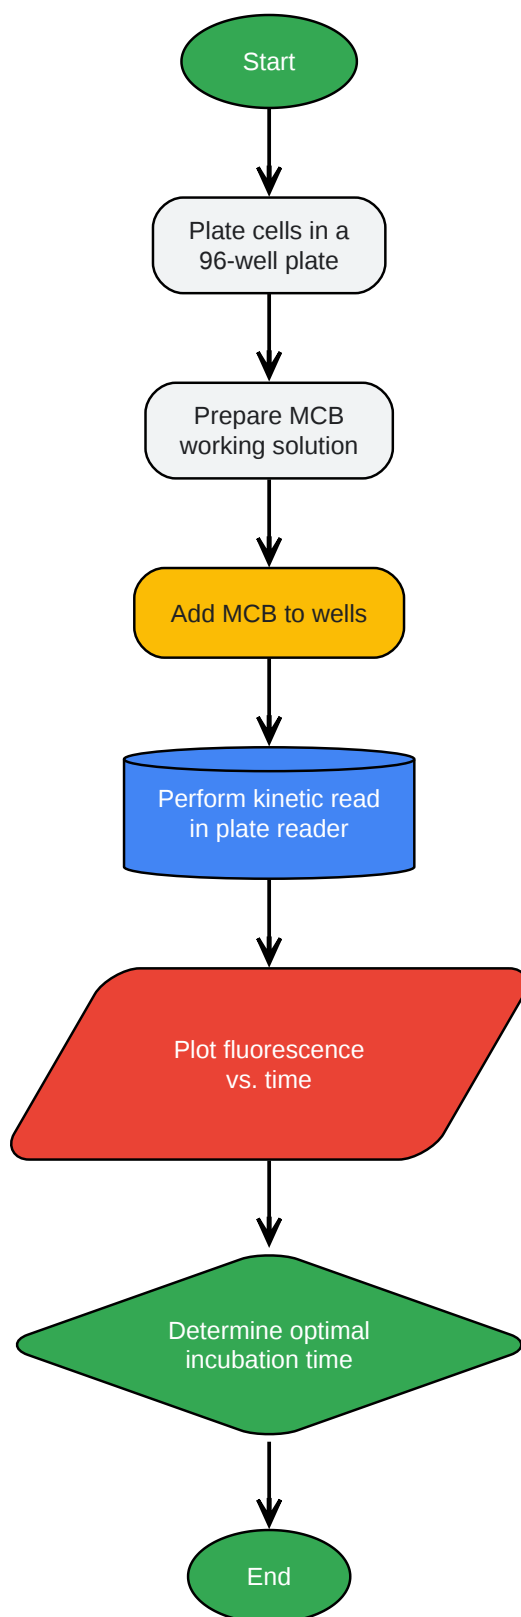 Start
Plate cells in a
96-well plate
Prepare MCB
working solution
Add MCB to wells
Perform kinetic read
in plate reader
Plot fluorescence
vs. time
Determine optimal
incubation time
End